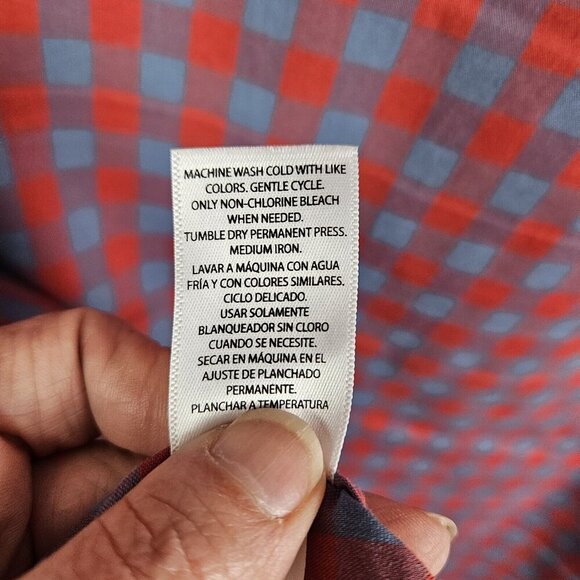 MACHINE WASH COLD WITH LIKE
COLORS. GENTLE CYCLE.
ONLY NON-CHLORINE BLEACH
WHEN NEEDED.
TUMBLE DRY PERMANENT PRESS.
MEDIUM IRON.
LAVAR A MÁQUINA CON AGUA
FRÍA Y CON COLORES SIMILARES.
CICLO DELICADO.
USAR SOLAMENTE
BLANQUEADOR SIN CLORO
CUANDO SE NECESITE.
SECAR EN MÁQUINA EN EL
AJUSTE DE PLANCHADO
PERMANENTE.
PLANCHAR A TEMPERATURA